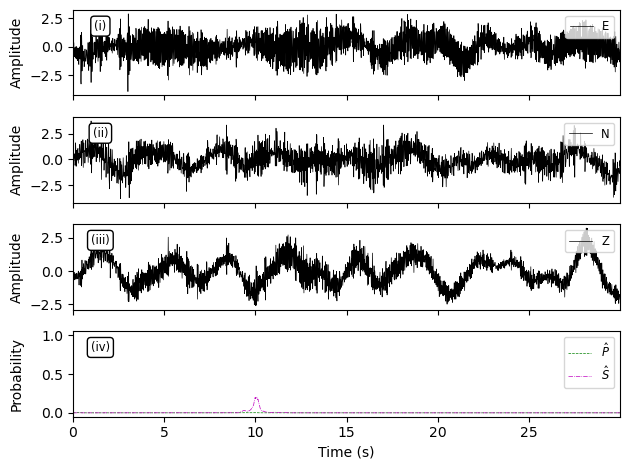 2.5
0.0
−2.5
Amplitude
(i)
E
2.5
0.0
−2.5
Amplitude
(ii)
N
2.5
0.0
−2.5
Amplitude
(iii)
Z
1.0
0.5
0.0
Probability
(iv)
P̂
Ŝ
0 5 10 15 20 25
Time (s)